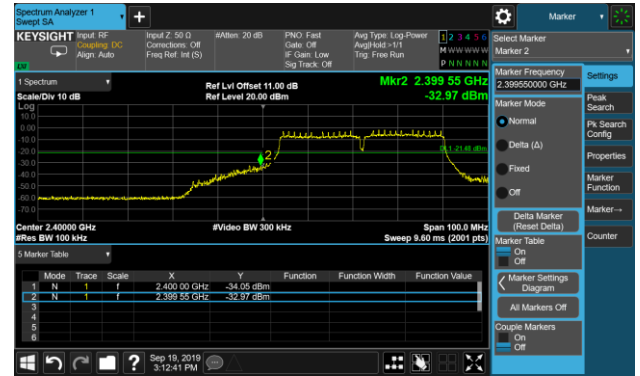 Spectrum Analyzer 1
Swept SA
Marker
KEYSIGHT
Input: RF
Coupling: DC
Align: Auto
Input Z: 50 Ω
Corrections: Off
Freq Ref: Int (S)
#Atten: 20 dB
PNO: Fast
Gate: Off
IF Gain: Low
Sig Track: Off
Avg Type: Log-Power
Avg|Hold >1/1
Trig: Free Run
1 2 3 4 5 6
M W W W W W
P N N N N N
Select Marker
Marker 2
1 Spectrum
Scale/Div 10 dB
Log
Ref Lvl Offset 11.00 dB
Ref Level 20.00 dBm
Mkr2 2.399 55 GHz
-32.97 dBm
10.0
0.00
-10.0
-20.0
-30.0
-40.0
-50.0
-60.0
-70.0
2
DL1 -21.48 dBm
Center 2.40000 GHz
#Res BW 100 kHz
#Video BW 300 kHz
Span 100.0 MHz
Sweep 9.60 ms (2001 pts)
5 Marker Table
Mode Trace Scale X Y Function Function Width Function Value
1 N 1 f 2.400 00 GHz -34.05 dBm
2 N 1 f 2.399 55 GHz -32.97 dBm
3
4
5
6
Marker Frequency
2.399550000 GHz
Marker Mode
Normal
Delta (Δ)
Fixed
Off
Delta Marker
(Reset Delta)
Marker Table
On
Off
Marker Settings
Diagram
All Markers Off
Couple Markers
On
Off
Settings
Peak
Search
Pk Search
Config
Properties
Marker
Function
Marker→
Counter
Sep 19, 2019
3:12:41 PM